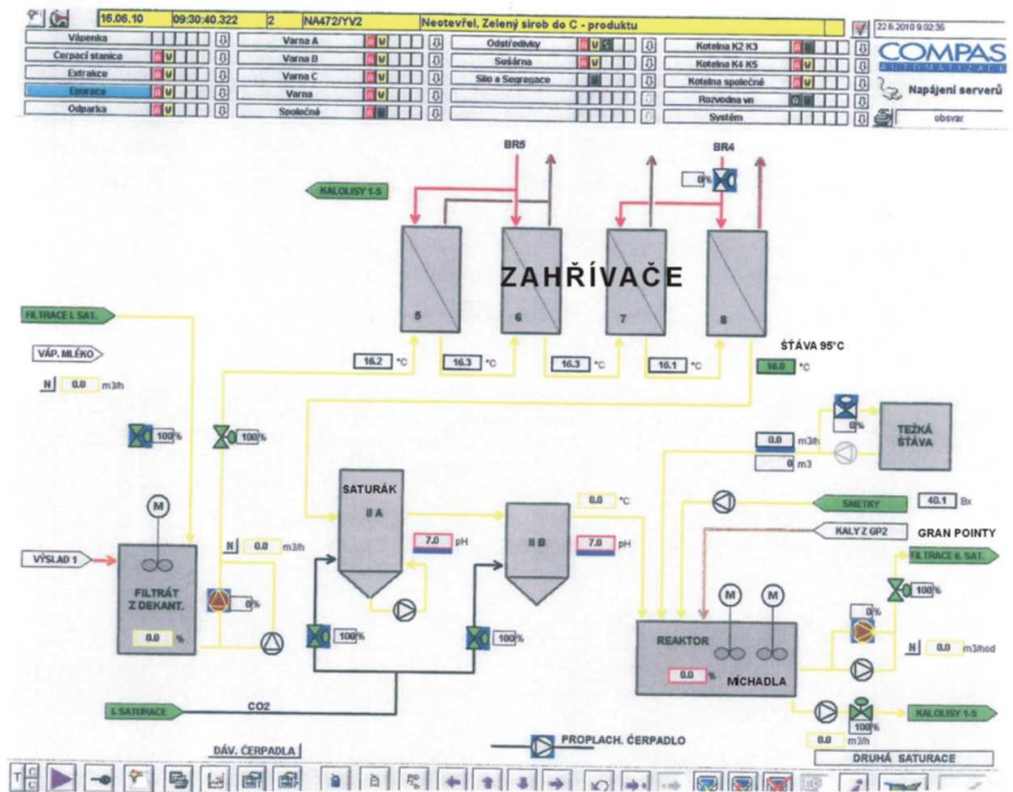 16.06.10 09:30:40.322 2 NA472/YV2 Neotevřel, Zelený sirob do C - produktu
22.6.2010 9:02:36
Vápenka
Varna A
Odstředivky
Kotelna K2 K3
COMPAS
AUTOMATIZACE
Čerpací stanice
Varna B
Sušárna
Kotelna K4 K5
Extrakce
Varna C
Silo a Segregace
Kotelna společné
Napájení serverů
Epurace
Varna
Rozvodna vn
Odparka
Společné
Systém
obsvar
BR5
BR4
KALOLISY 1-5
0%
ZAHŘÍVAČE
5
6
7
8
FILTRACE I. SAT.
ŠŤÁVA 95°C
VÁP. MLÉKO
16.2 °C
16.3 °C
16.3 °C
16.1 °C
16.0 °C
N 0.0 m3/h
0%
TEŽKÁ
ŠŤÁVA
100%
100%
0.0 m3/h
0 m3
SATURÁK
II A
0.0 °C
SMETKY
40.1 Bx
M
KALY Z GP2
GRAN POINTY
VÝSLAD 1
N 0.0 m3/h
7.0 pH
II B
7.0 pH
FILTRACE II. SAT.
FILTRÁT
Z DEKANT.
0%
M
M
100%
0%
0.0 %
100%
100%
REAKTOR
N 0.0 m3/hod
0.0 %
MÍCHADLA
I. SATURACE
CO2
KALOLISY 1-5
100%
0.0 m3/h
DÁV. ČERPADLA
PROPLACH. ČERPADLO
DRUHÁ SATURACE
T C C